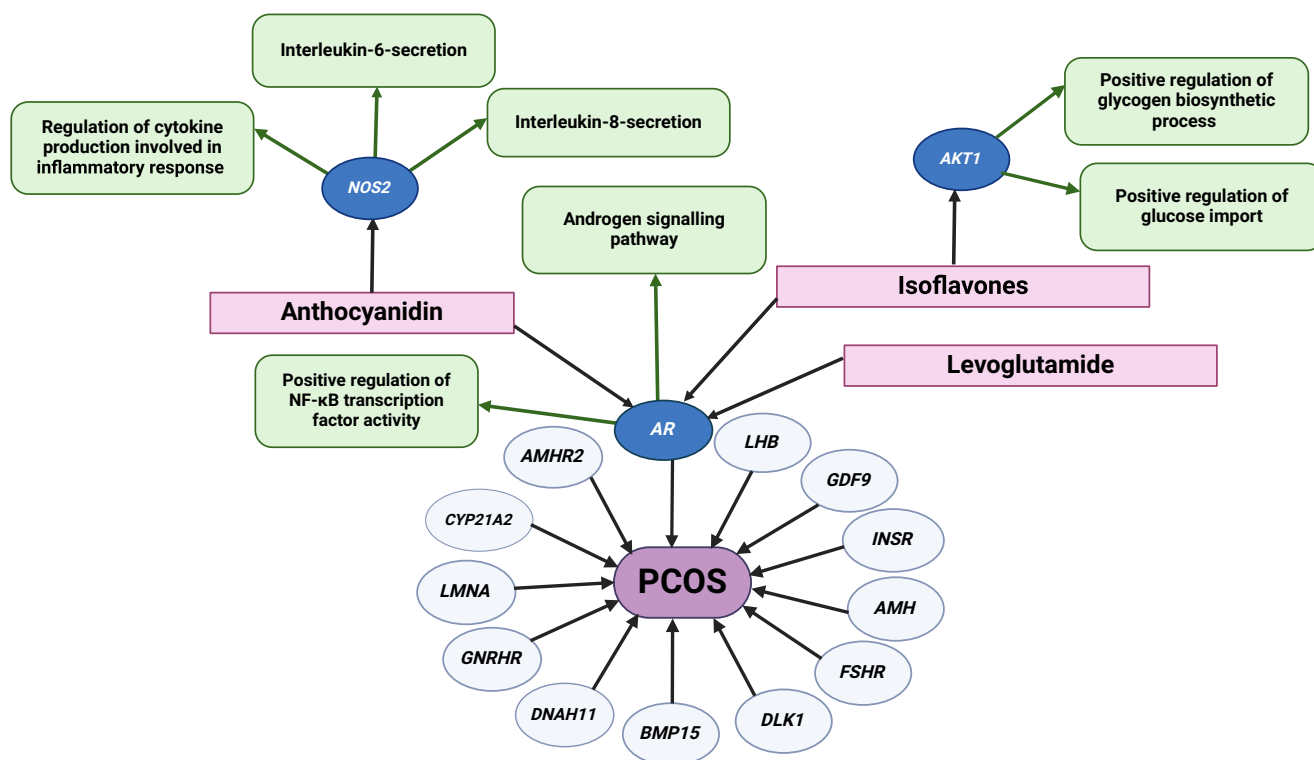 Interleukin-6-secretion
Regulation of cytokine
production involved in
inflammatory response
Interleukin-8-secretion
NOS2
Positive regulation of
glycogen biosynthetic
process
AKT1
Positive regulation of
glucose import
Androgen signalling
pathway
Anthocyanidin
Isoflavones
Levoglutamide
Positive regulation of
NF-κB transcription
factor activity
AR
AMHR2
LHB
GDF9
CYP21A2
INSR
LMNA
PCOS
AMH
GNRHR
FSHR
DNAH11
BMP15
DLK1